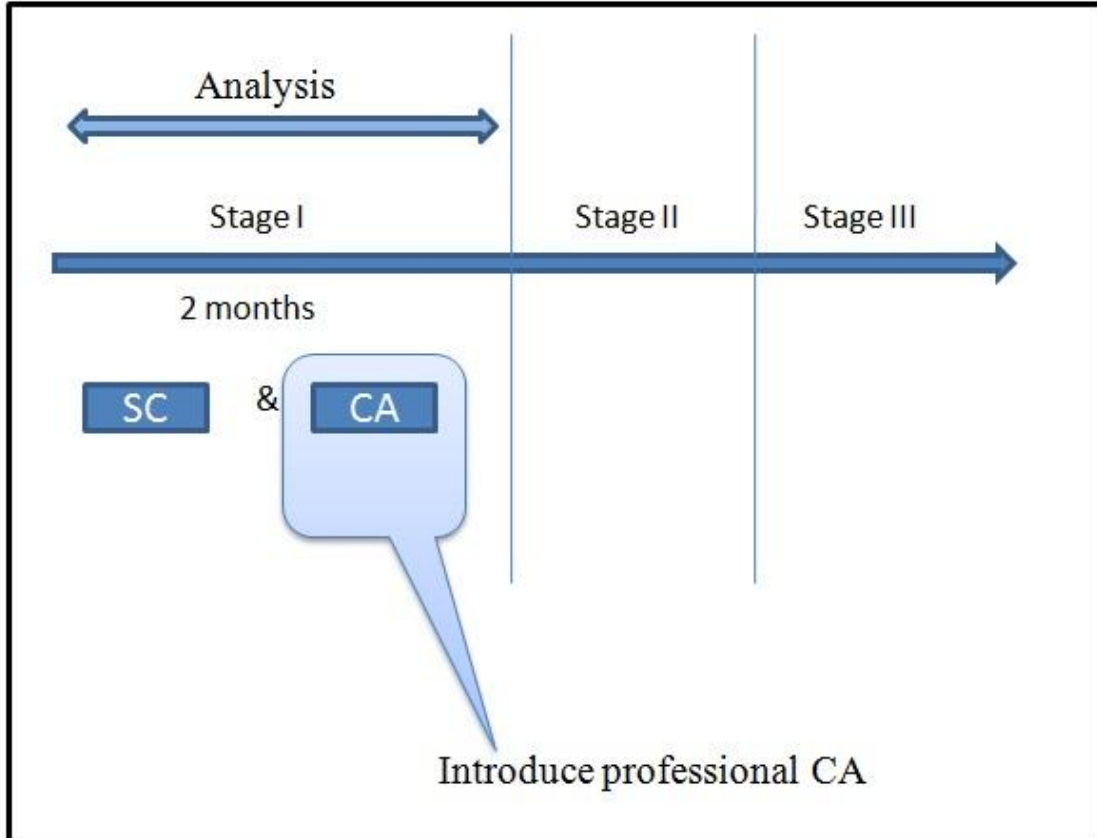 Analysis
Stage I
Stage II
Stage III
2 months
SC
&
CA
Introduce professional CA